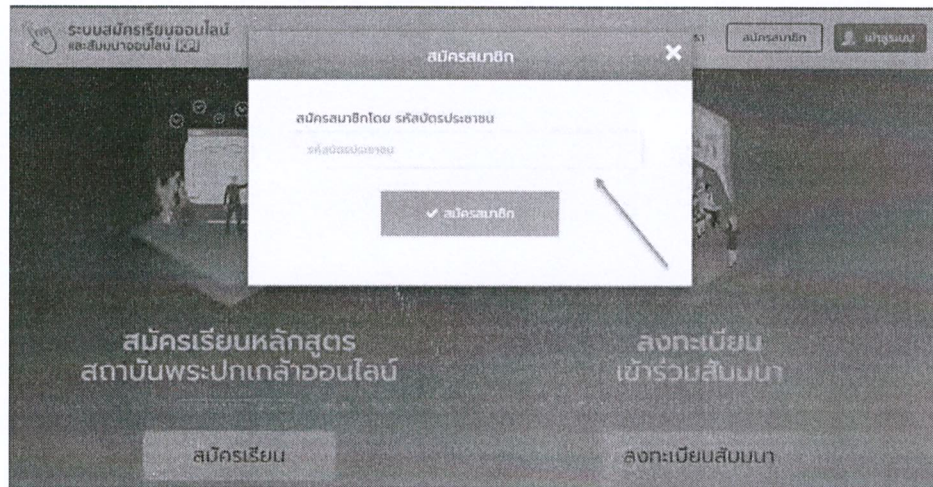 ระบบสมัครเรียนออนไลน์
และสัมมนาออนไลน์
สมัครสมาชิก
เข้าสู่ระบบ
สมัครสมาชิก
สมัครสมาชิกโดย รหัสบัตรประชาชน
รหัสบัตรประชาชน
สมัครสมาชิก
สมัครเรียนหลักสูตร
สถาบันพระปกเกล้าออนไลน์
สมัครเรียน
ลงทะเบียน
เข้าร่วมสัมมนา
ลงทะเบียนสัมมนา